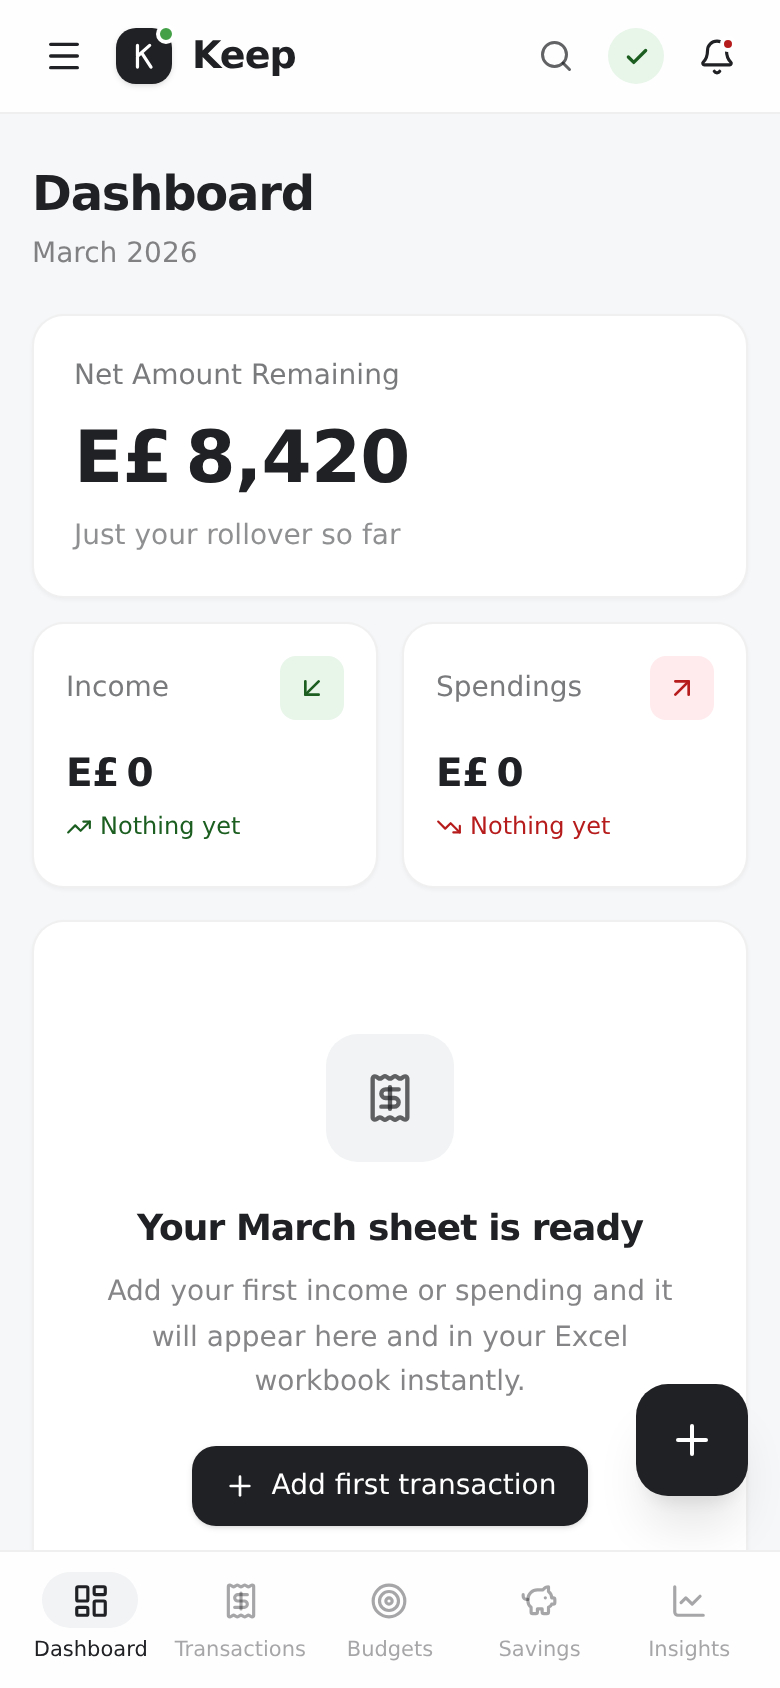 K Keep
Dashboard
March 2026
Net Amount Remaining
E£ 8,420
Just your rollover so far
Income
E£ 0
Nothing yet
Spendings
E£ 0
Nothing yet
$
Your March sheet is ready
Add your first income or spending and it
will appear here and in your Excel
workbook instantly.
+ Add first transaction
+
Dashboard
Transactions
Budgets
Savings
Insights